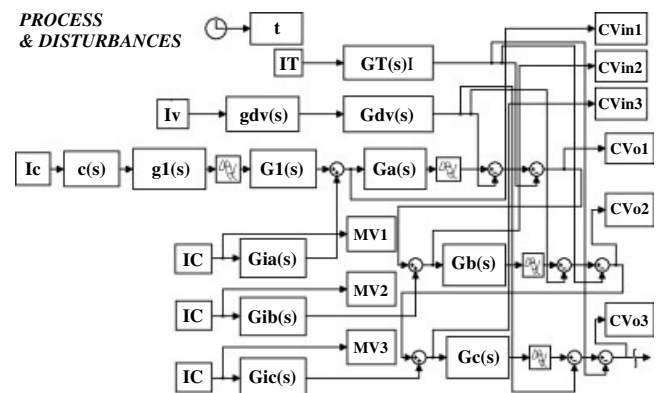 PROCESS
& DISTURBANCES
t
CVin1
IT
GT(s)I
CVin2
CVin3
Iv
gdv(s)
Gdv(s)
Ic
c(s)
g1(s)
G1(s)
Ga(s)
CVo1
IC
Gia(s)
MV1
CVo2
Gb(s)
IC
Gib(s)
MV2
MV3
Gc(s)
CVo3
IC
Gic(s)